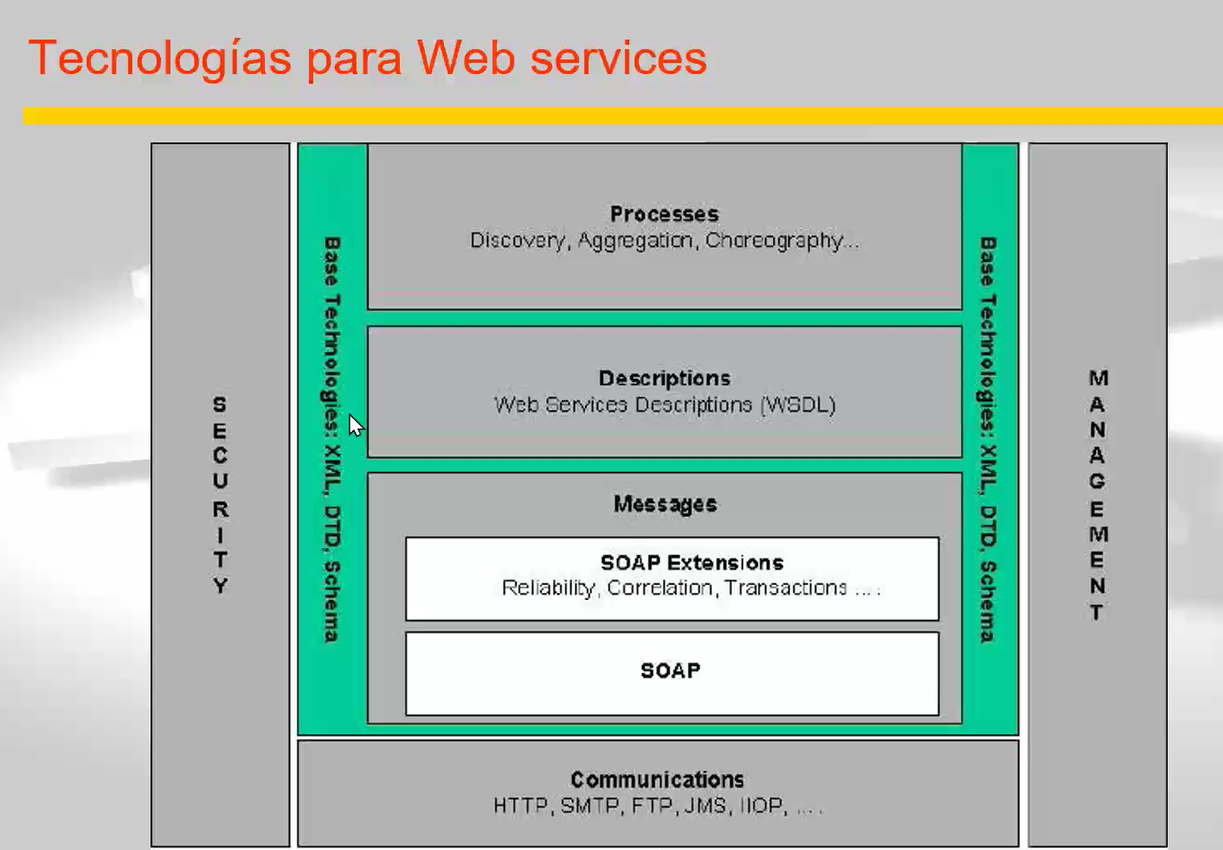 Tecnologías para Web services
SECURITY
Base Technologies: XML, DTD, Schema
Processes
Discovery, Aggregation, Choreography...
Descriptions
Web Services Descriptions (WSDL)
Messages
SOAP Extensions
Reliability, Correlation, Transactions ....
SOAP
Base Technologies: XML, DTD, Schema
Communications
HTTP, SMTP, FTP, JMS, IIOP, ....
MANAGEMENT